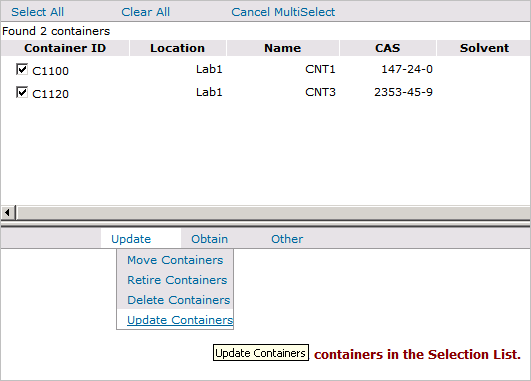 Select All Clear All Cancel MultiSelect
Found 2 containers
Container ID Location Name CAS Solvent
C1100 Lab1 CNT1 147-24-0
C1120 Lab1 CNT3 2353-45-9
Update Obtain Other
Move Containers
Retire Containers
Delete Containers
Update Containers
Update Containers containers in the Selection List.